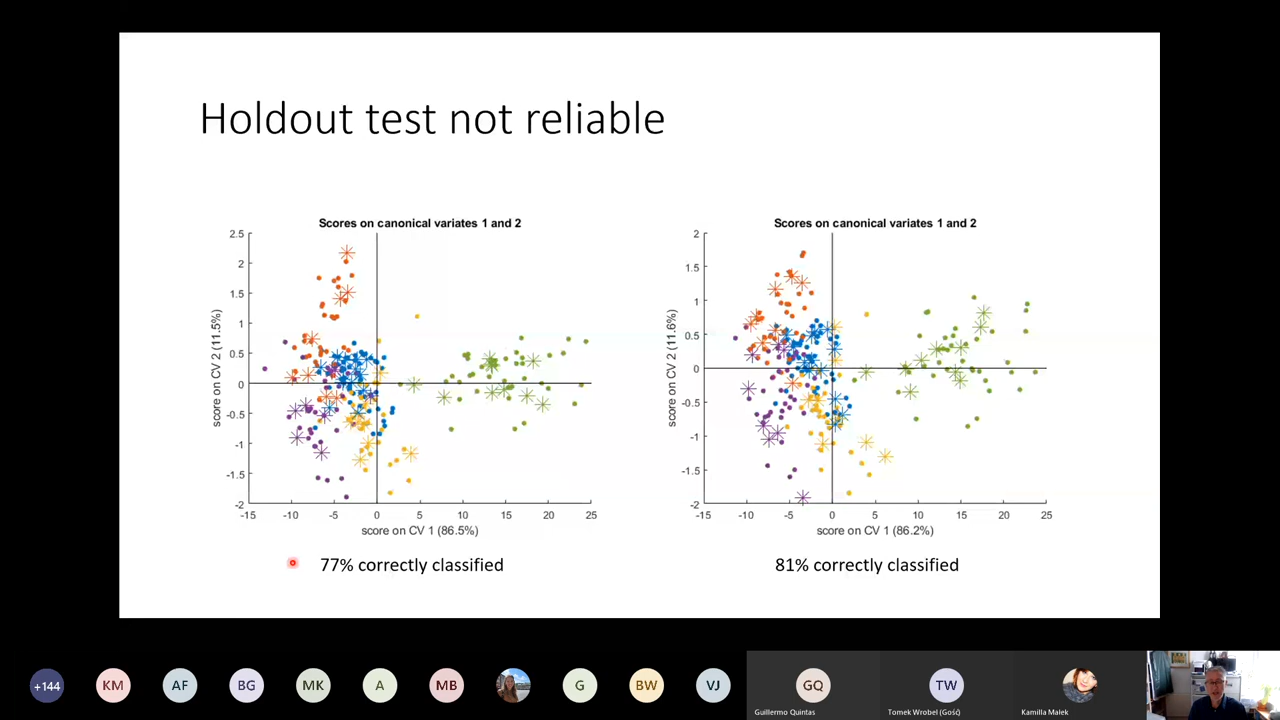 Holdout test not reliable
Scores on canonical variates 1 and 2
2.5
2
1.5
1
0.5
0
-0.5
-1
-1.5
-2
score on CV 2 (11.5%)
-15 -10 -5 0 5 10 15 20 25
score on CV 1 (86.5%)
77% correctly classified
Scores on canonical variates 1 and 2
2
1.5
1
0.5
0
-0.5
-1
-1.5
-2
score on CV 2 (11.6%)
-15 -10 -5 0 5 10 15 20 25
score on CV 1 (86.2%)
81% correctly classified
+144 KM AF BG MK A MB G BW VJ GQ TW
Guillermo Quintas Tomek Wrobel (Gość) Kamilla Małek